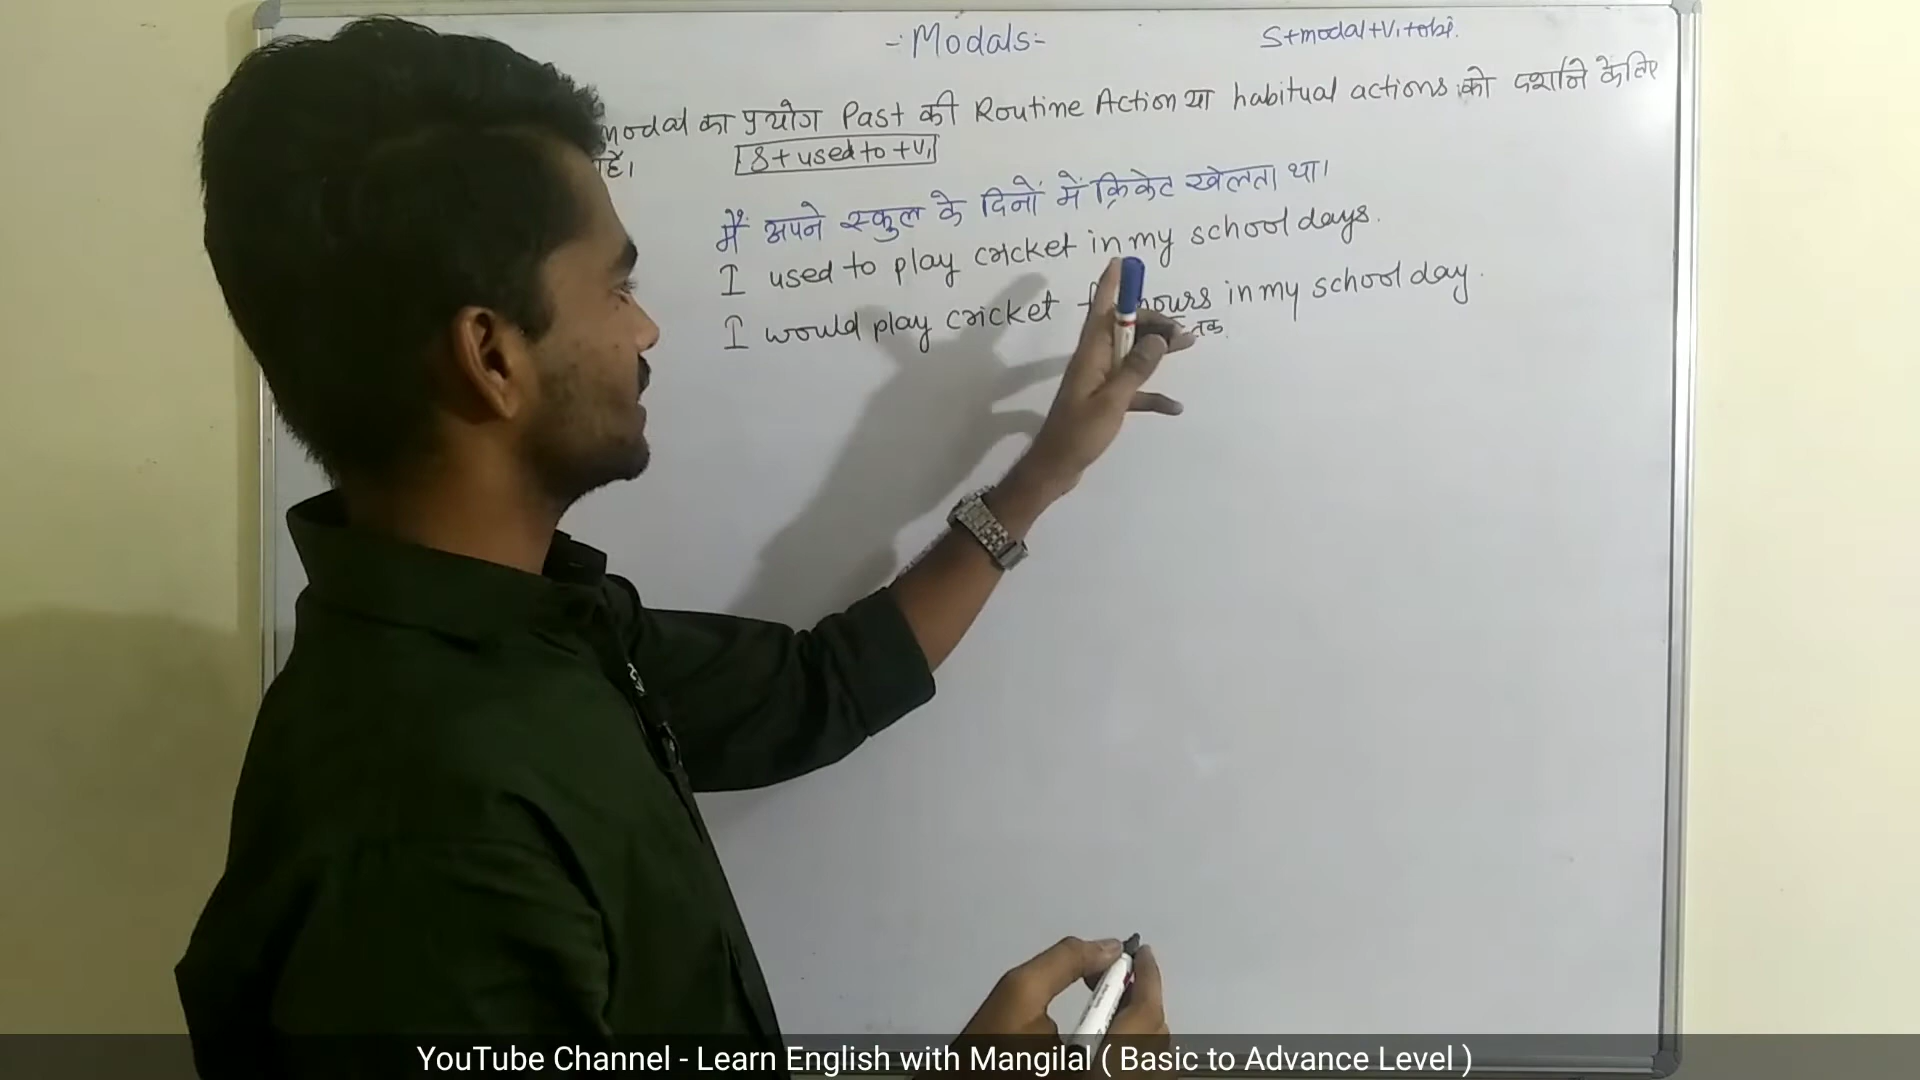 -: Modals:-
S+modal+V₁+obj.
modal का प्रयोग Past की Routine Action या habitual actions को दर्शाने के लिए
है।
S+ used to +V₁
मैं अपने स्कुल के दिनों में क्रिकेट खेलता था।
I used to play cricket in my school days.
I would play cricket hours in my school day.
तक.
YouTube Channel - Learn English with Mangilal ( Basic to Advance Level )